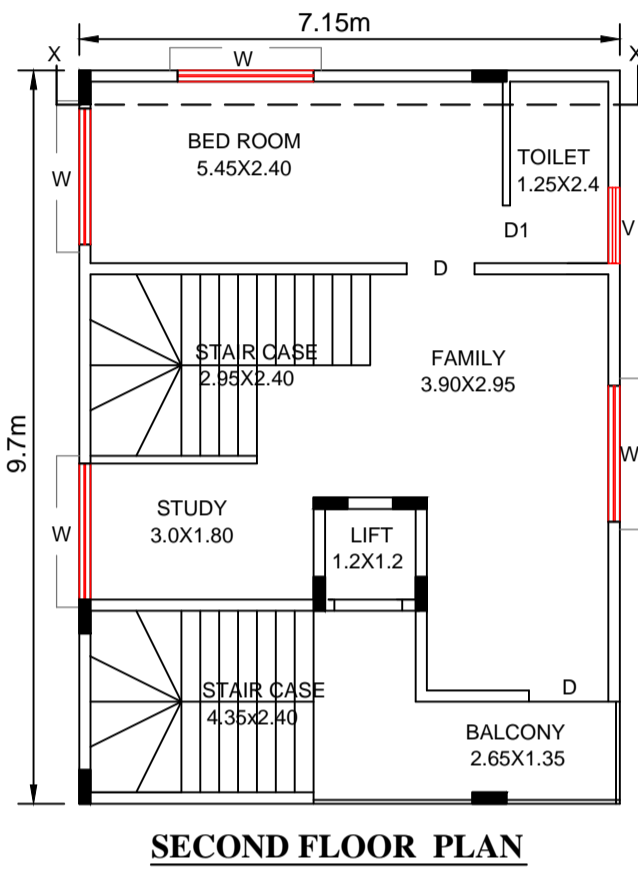 7.15m
X
W
X
BED ROOM
5.45X2.40
TOILET
1.25X2.4
W
D1
V
D
STAIR CASE
2.95X2.40
FAMILY
3.90X2.95
9.7m
W
STUDY
3.0X1.80
W
LIFT
1.2X1.2
STAIR CASE
4.35x2.40
D
BALCONY
2.65X1.35
SECOND FLOOR PLAN